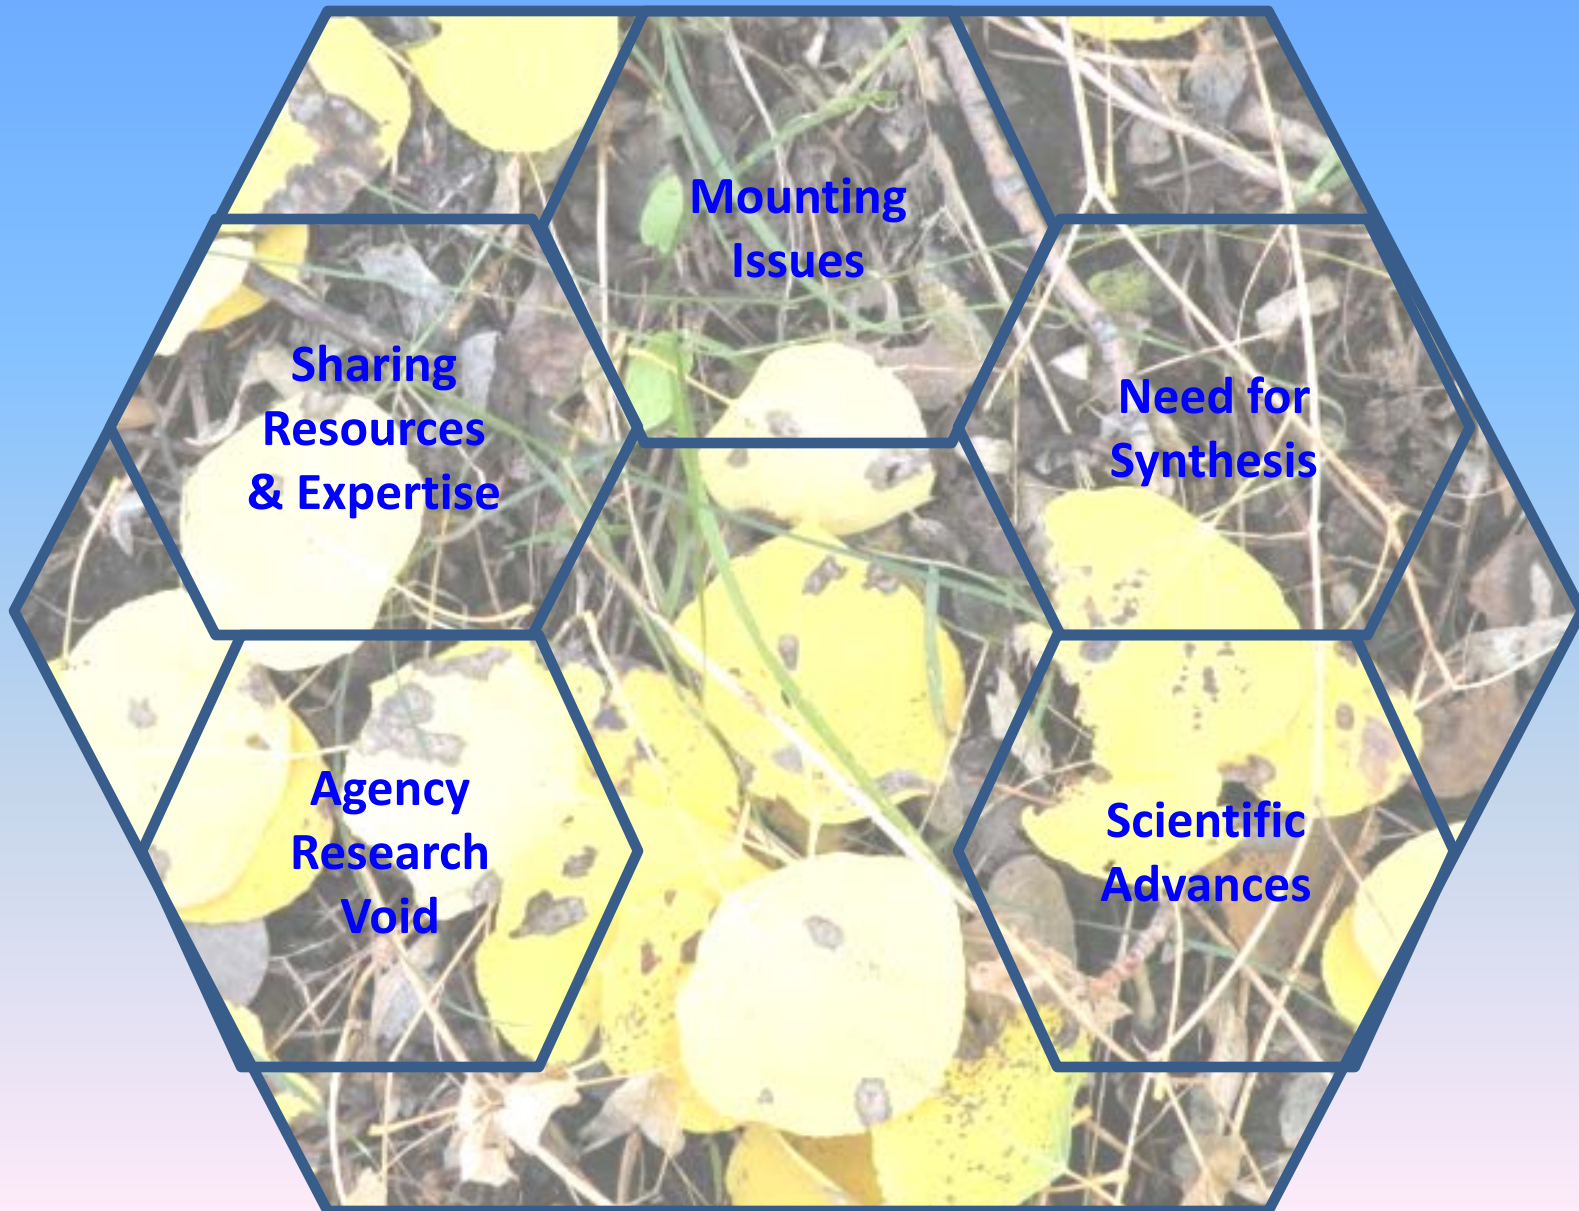 Mounting
Issues
Sharing
Resources
& Expertise
Need for
Synthesis
Agency
Research
Void
Scientific
Advances